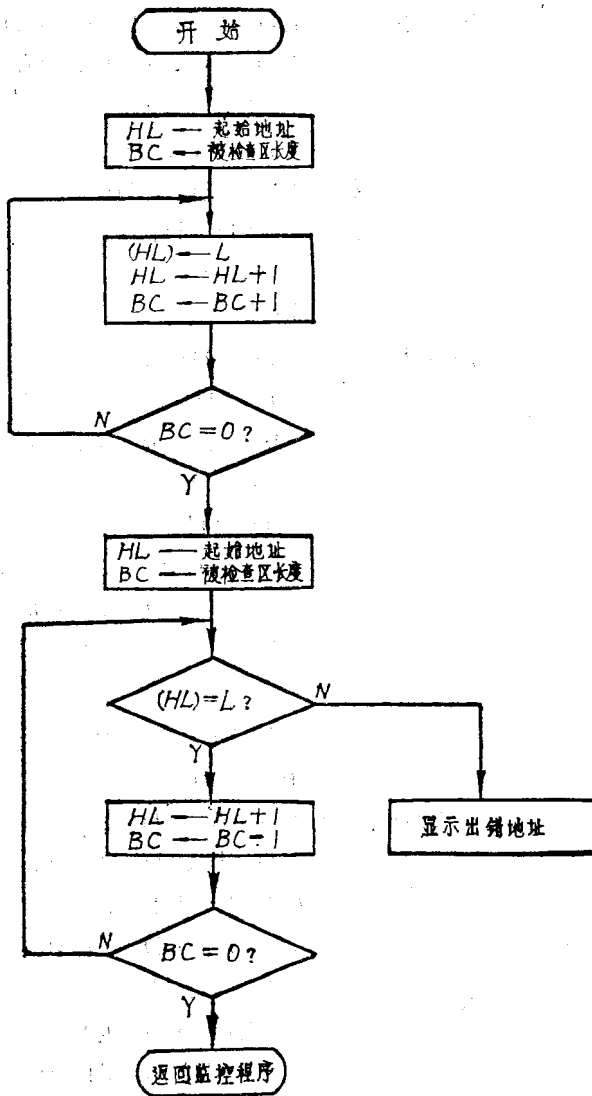 开始
HL ← 起始地址
BC ← 被检查区长度
(HL) ← L
HL ← HL+1
BC ← BC+1
BC=0?
N
Y
HL — 起始地址
BC — 被检查区长度
(HL)=L?
N
Y
HL ← HL+1
BC ← BC-1
显示出错地址
BC=0?
N
Y
返回监控程序